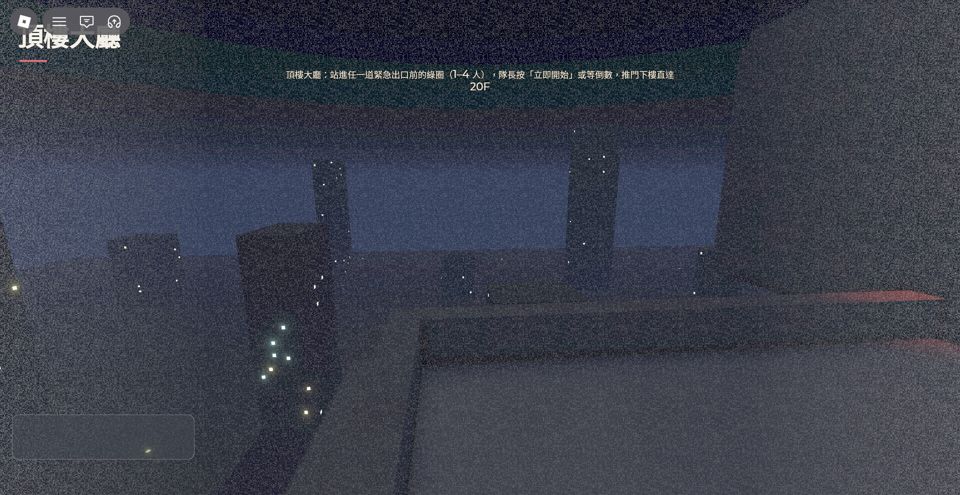 頂樓大廳
頂樓大廳：站進任一道緊急出口前的綠圈（1–4 人），隊長按「立即開始」或等倒數，推門下樓直達
20F